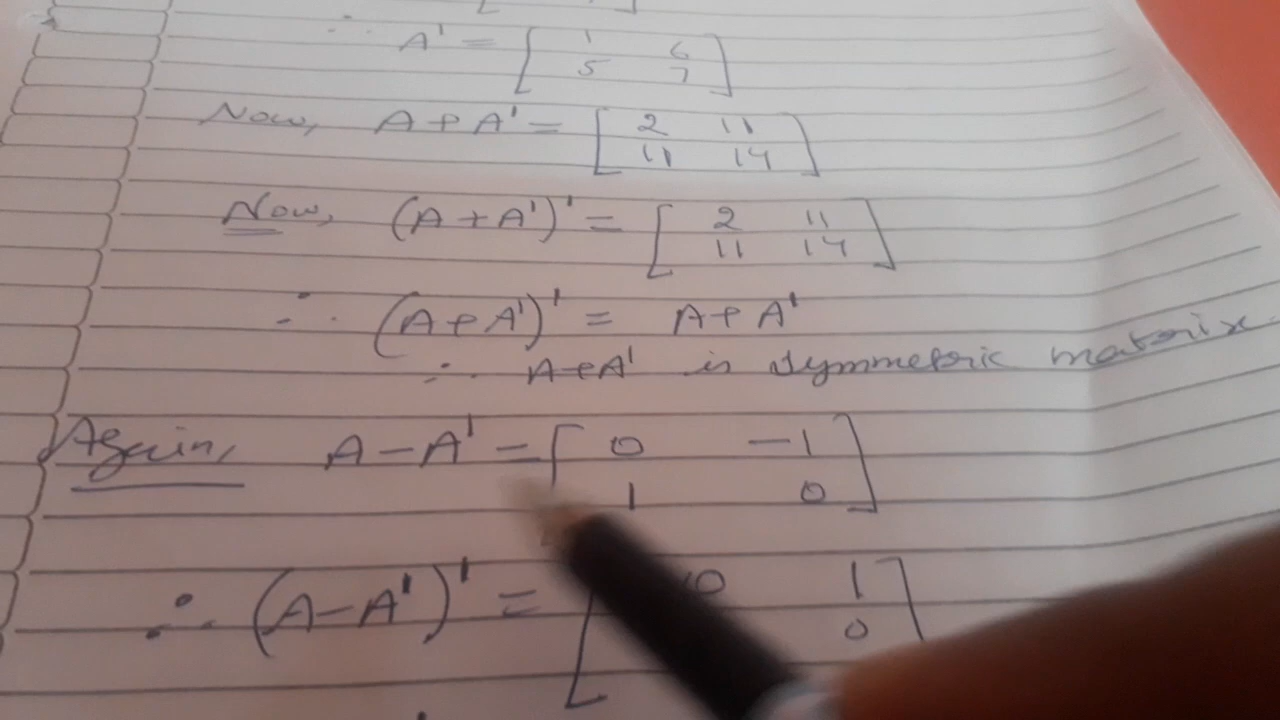 ∴ A' = [ 1 6
5 7 ]
Now, A + A' = [ 2 11
11 14 ]
Now, (A + A')' = [ 2 11
11 14 ]
∴ (A + A')' = A + A'
∴ A + A' is symmetric matrix.
Again, A − A' = [ 0 −1
1 0 ]
∴ (A − A')' = [ 0 1
0 ]